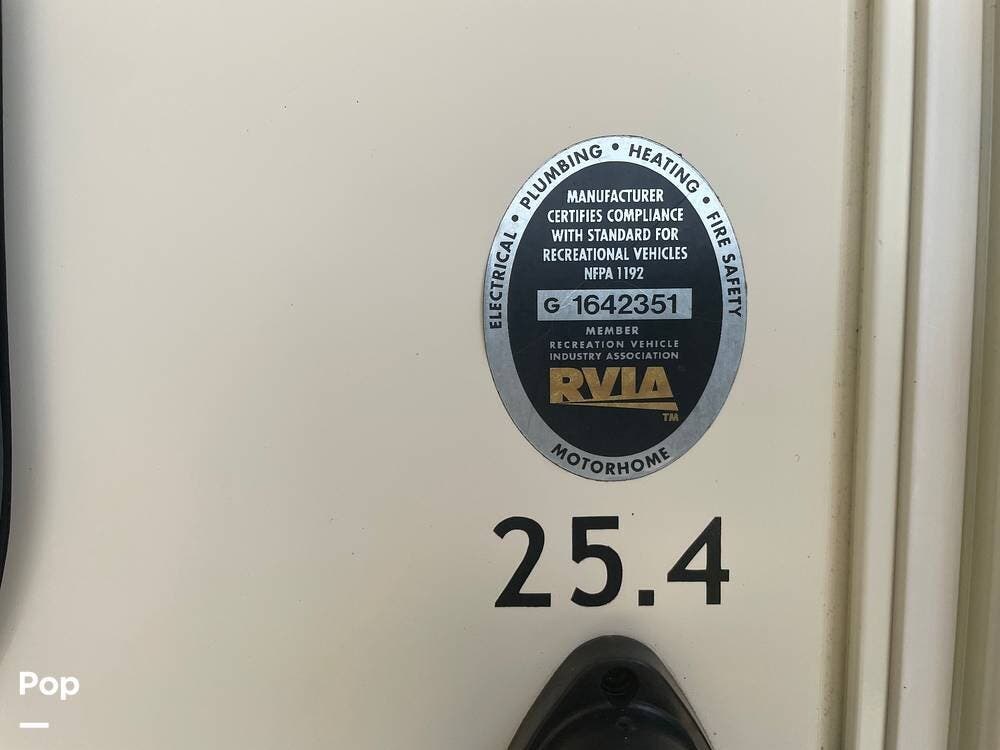 ELECTRICAL • PLUMBING • HEATING • FIRE SAFETY
MANUFACTURER
CERTIFIES COMPLIANCE
WITH STANDARD FOR
RECREATIONAL VEHICLES
NFPA 1192
G 1642351
MEMBER
RECREATION VEHICLE
INDUSTRY ASSOCIATION
RVIA
TM
MOTORHOME
25.4
Pop